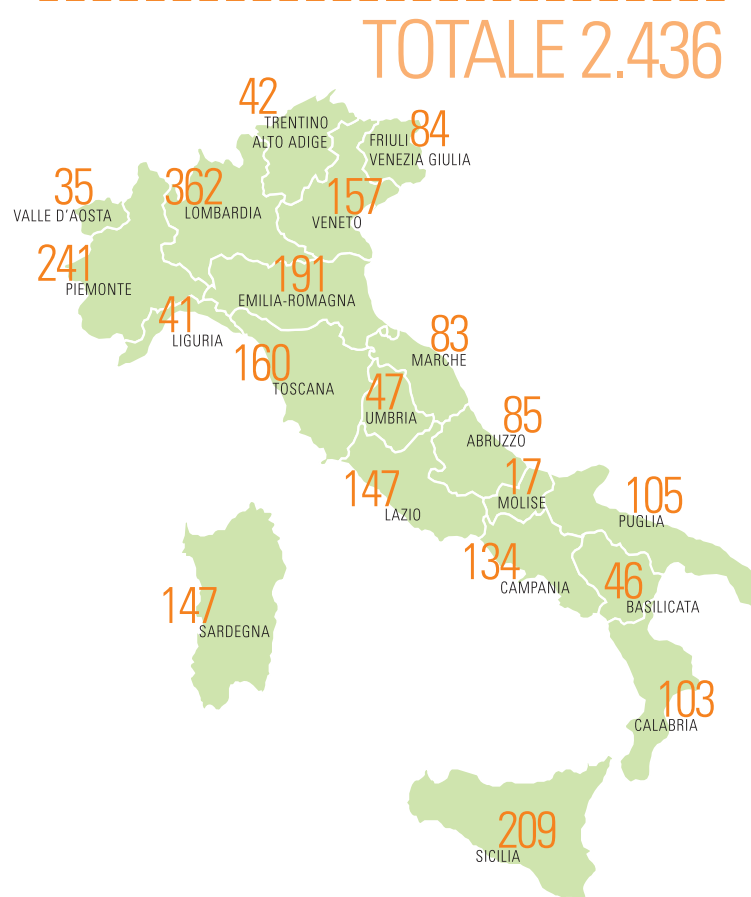 TOTALE 2.436
42
TRENTINO
ALTO ADIGE
84
FRIULI
VENEZIA GIULIA
35
VALLE D'AOSTA
362
LOMBARDIA
157
VENETO
241
PIEMONTE
191
EMILIA-ROMAGNA
41
LIGURIA
83
MARCHE
160
TOSCANA
47
UMBRIA
85
ABRUZZO
17
MOLISE
147
LAZIO
105
PUGLIA
134
CAMPANIA
46
BASILICATA
147
SARDEGNA
103
CALABRIA
209
SICILIA